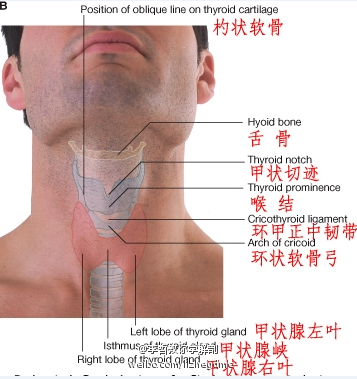 B
Position of oblique line on thyroid cartilage
杓状软骨
Hyoid bone
舌骨
Thyroid notch
甲状切迹
Thyroid prominence
喉结
Cricothyroid ligament
环甲正中韧带
Arch of cricoid
环状软骨弓
Left lobe of thyroid gland
甲状腺左叶
Isthmus of
甲状腺峡
Right lobe of thyroid gland
甲状腺右叶